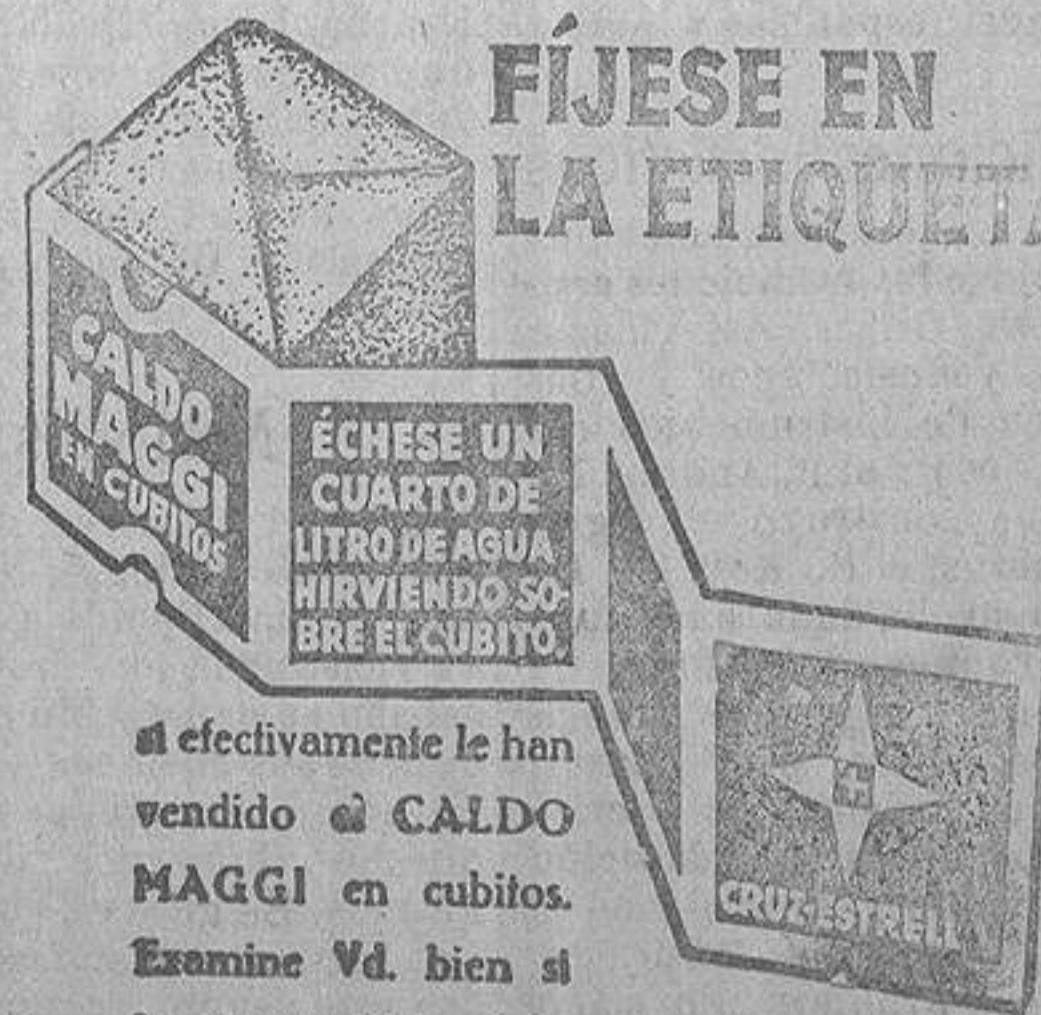 FÍJESE EN
LA ETIQUETA
CALDO
MAGGI
EN CUBITOS
ÉCHESE UN
CUARTO DE
LITRO DE AGUA
HIRVIENDO SO-
BRE EL CUBITO.
CRUZ-ESTRELL
si efectivamente le han
vendido el CALDO
MAGGI en cubitos.
Examine Vd. bien si